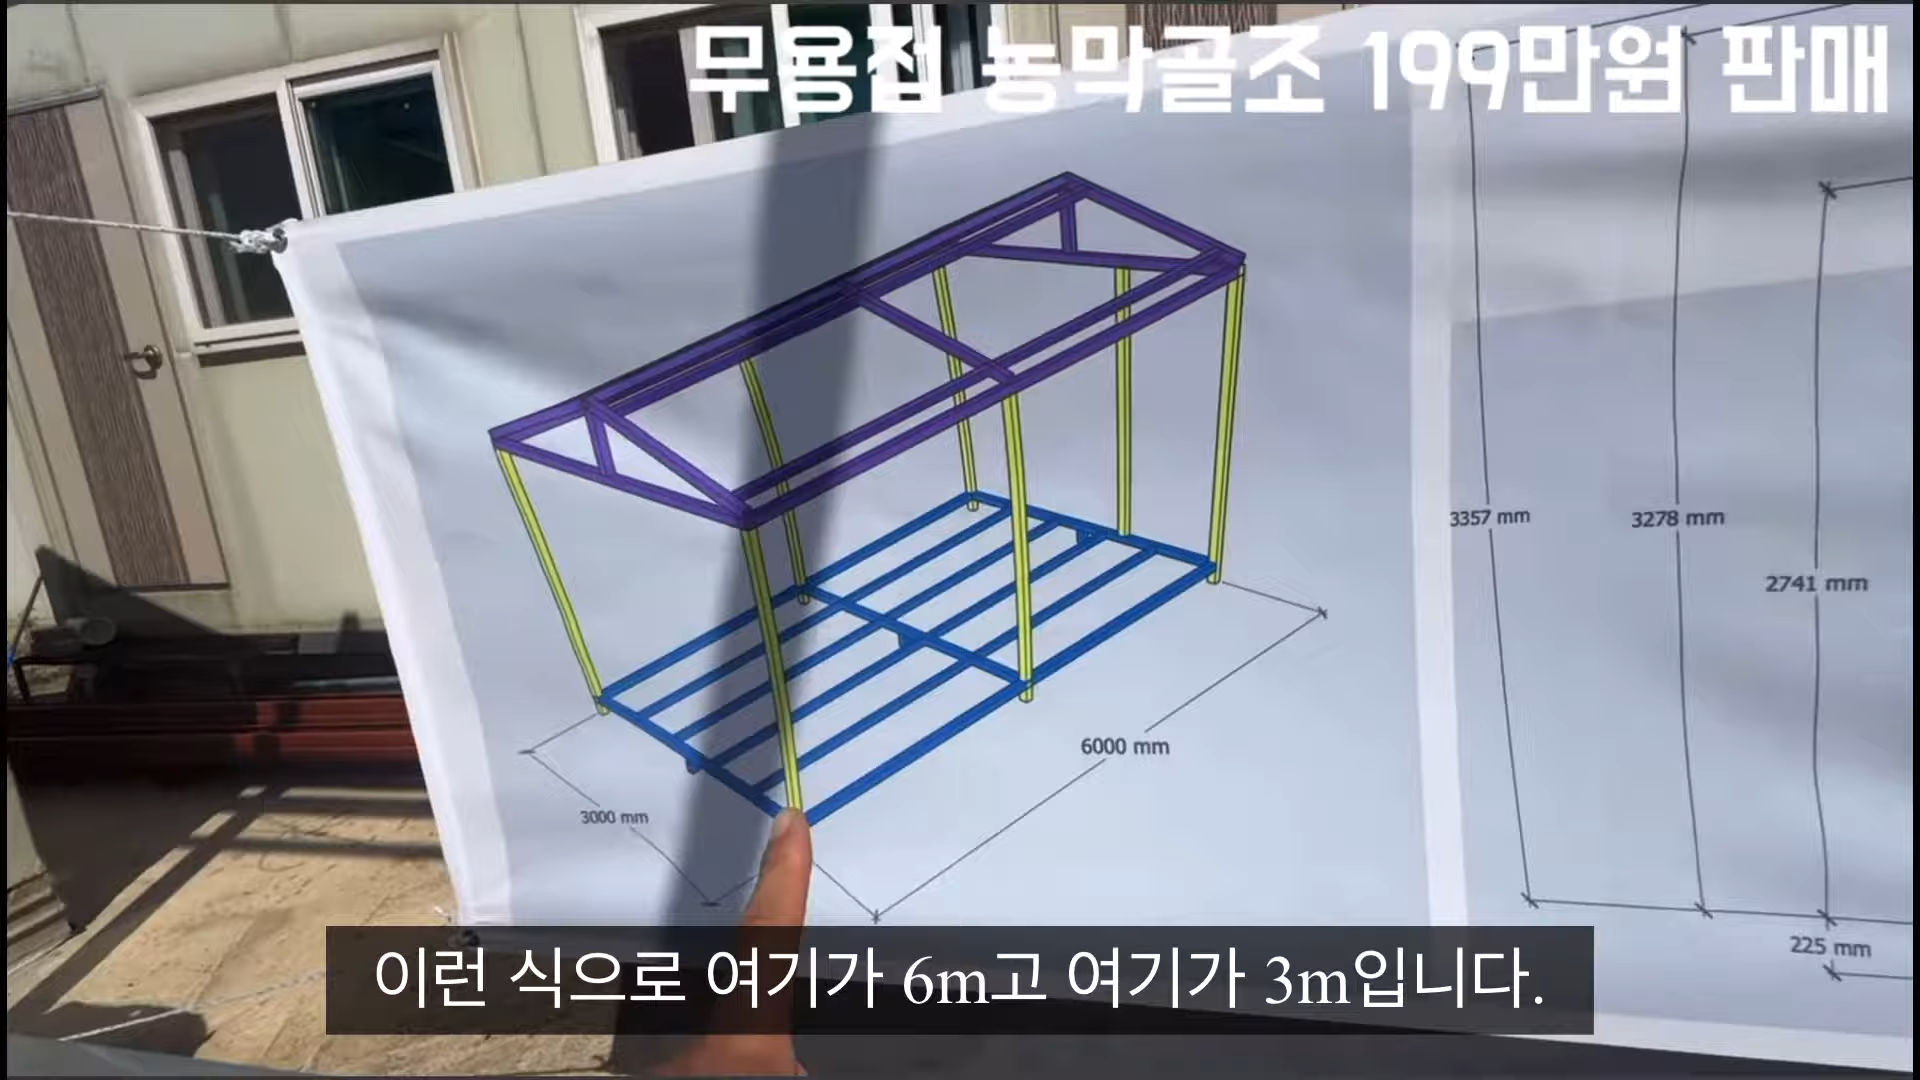 무용접 농막골조 199만원 판매
3357 mm
3278 mm
2741 mm
6000 mm
3000 mm
225 mm
이런 식으로 여기가 6m고 여기가 3m입니다.